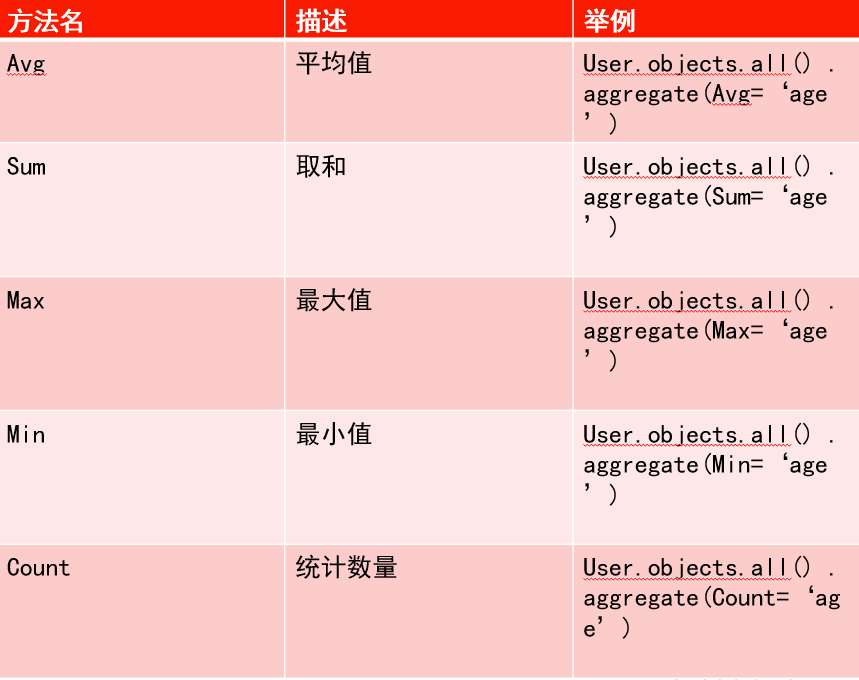 方法名 描述 举例
Avg 平均值 User.objects.all().
aggregate(Avg=‘age
’)
Sum 取和 User.objects.all().
aggregate(Sum=‘age
’)
Max 最大值 User.objects.all().
aggregate(Max=‘age
’)
Min 最小值 User.objects.all().
aggregate(Min=‘age
’)
Count 统计数量 User.objects.all().
aggregate(Count=‘ag
e’)